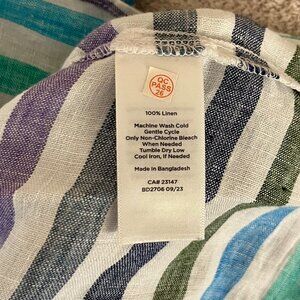 QC
PASS
26
100% Linen
Machine Wash Cold
Gentle Cycle
Only Non-Chlorine Bleach
When Needed
Tumble Dry Low
Cool Iron, If Needed
Made in Bangladesh
CA# 23147
BD2706 09/23